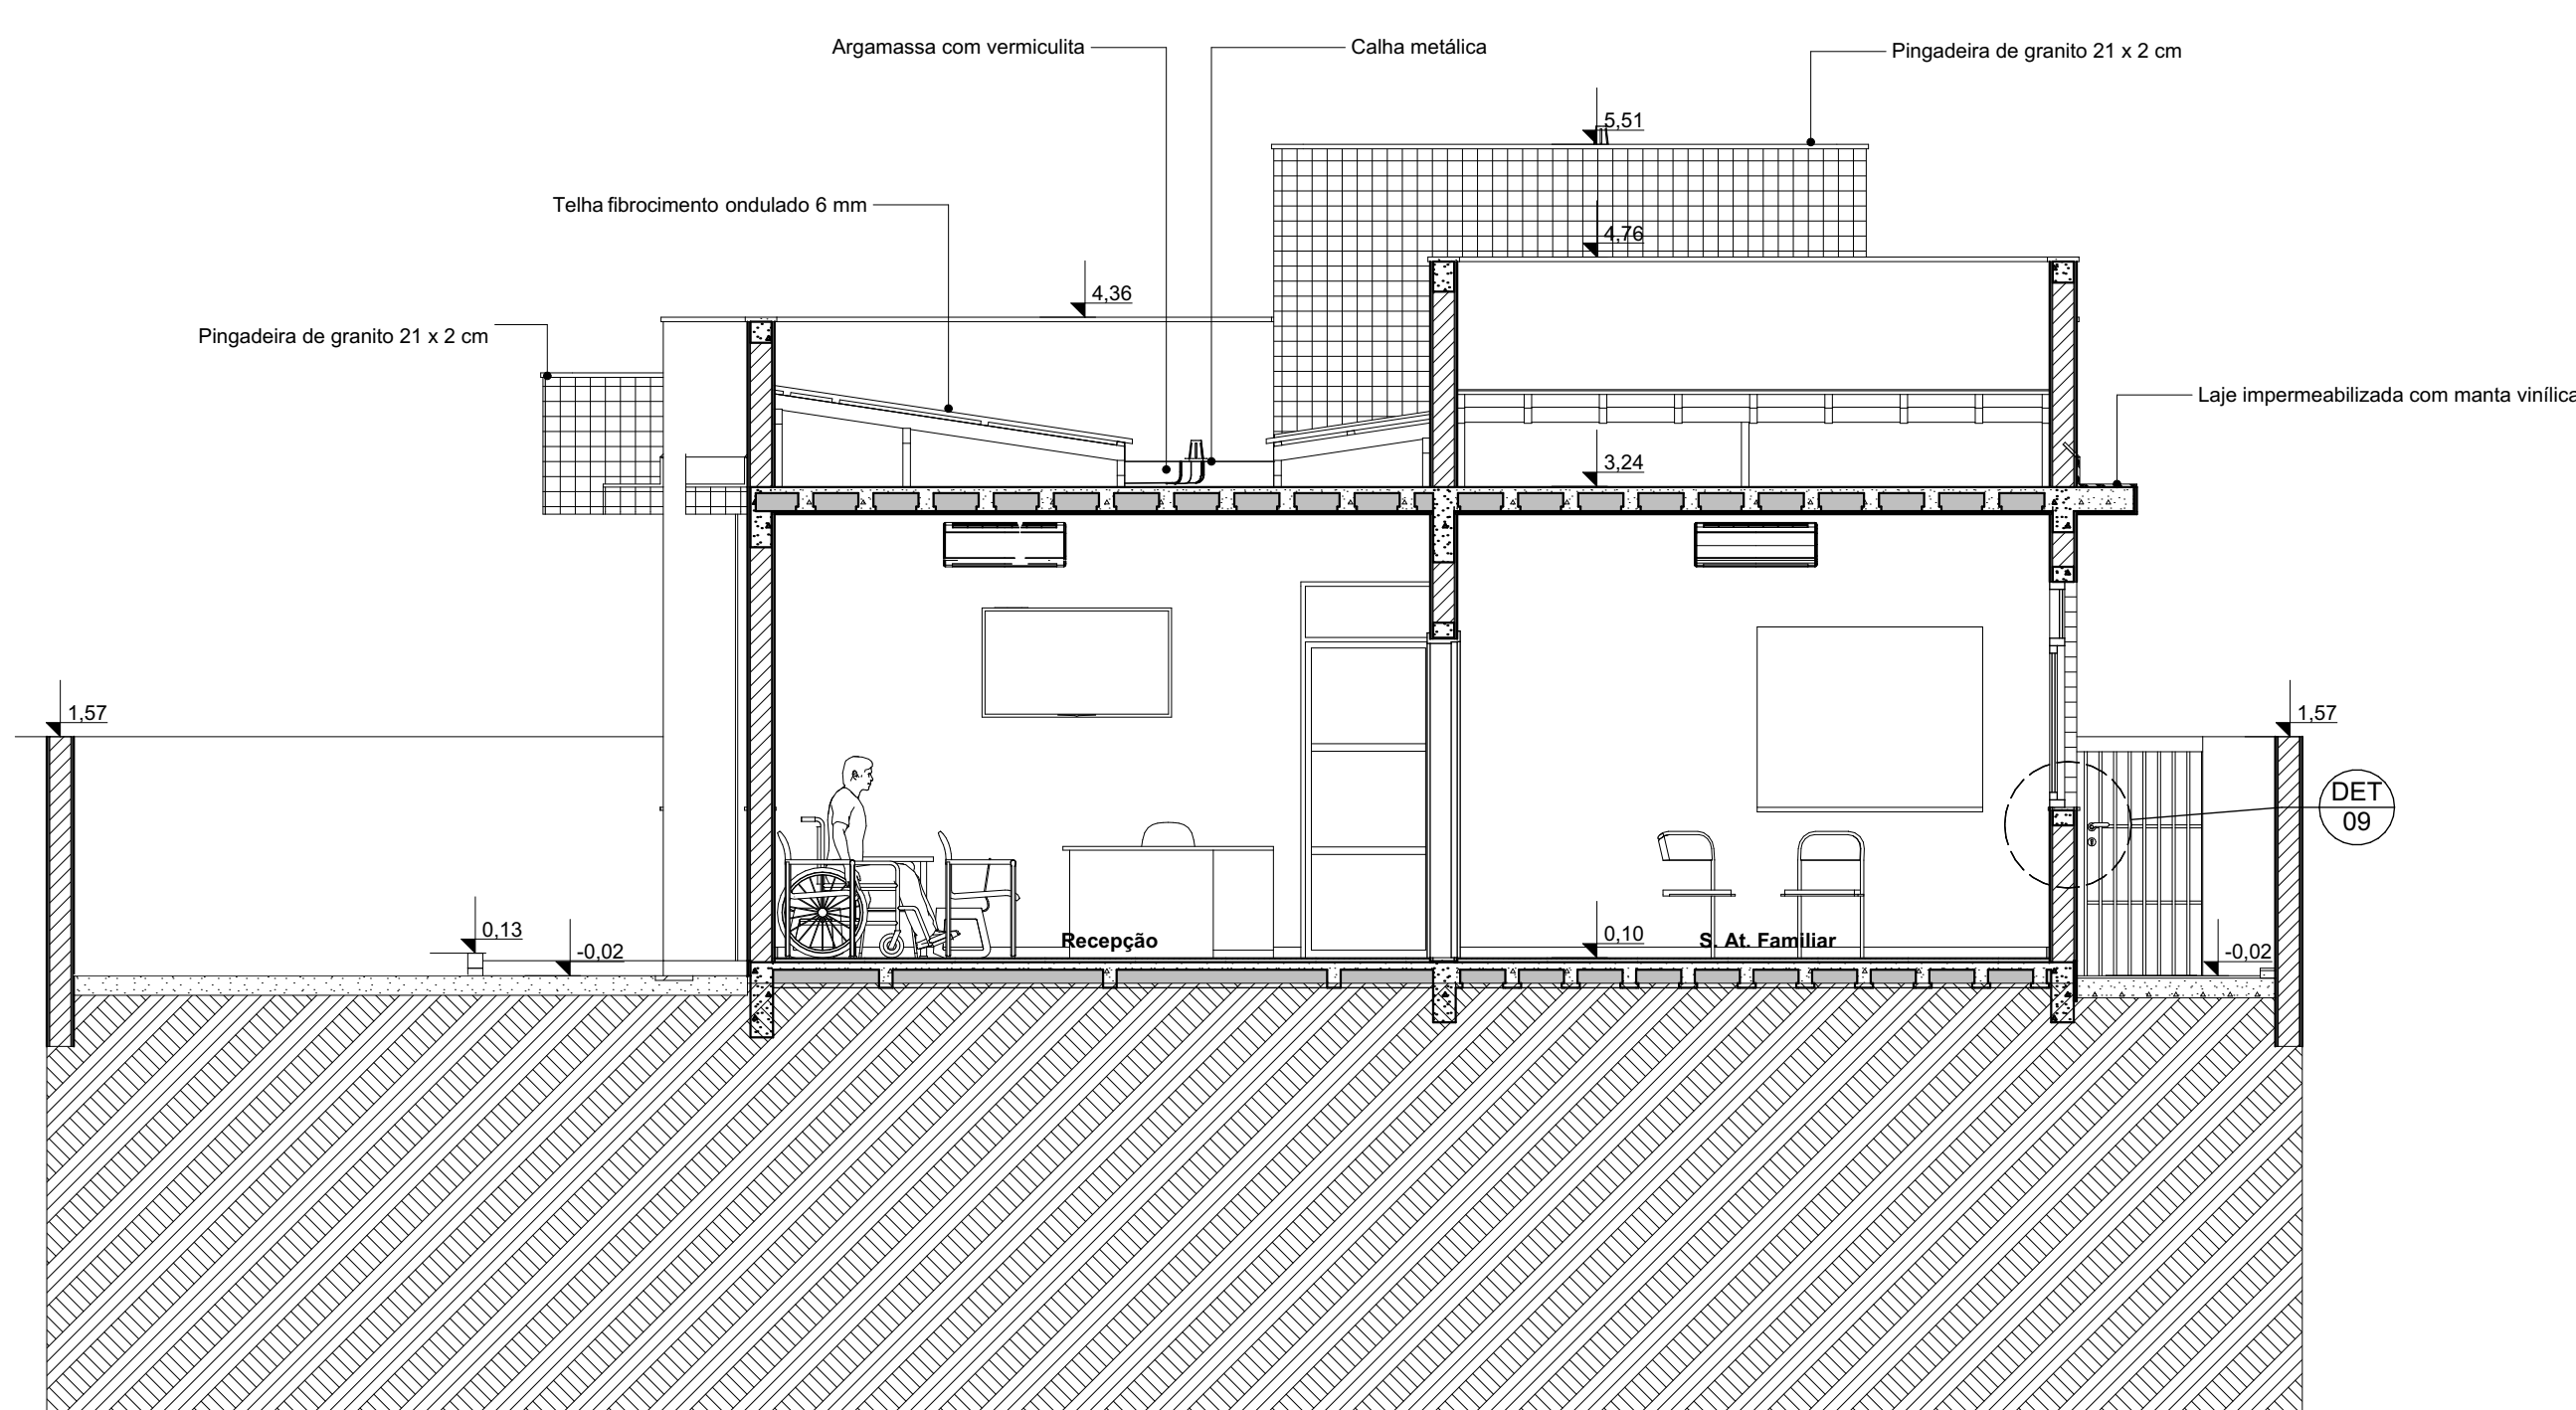 Argamassa com vermiculita
Calha metálica
Pingadeira de granito 21 x 2 cm
5,51
Telha fibrocimento ondulado 6 mm
4,76
4,36
Pingadeira de granito 21 x 2 cm
Laje impermeabilizada com manta vinílica
3,24
1,57
1,57
DET
09
0,13
-0,02
Recepção
0,10
S. At. Familiar
-0,02